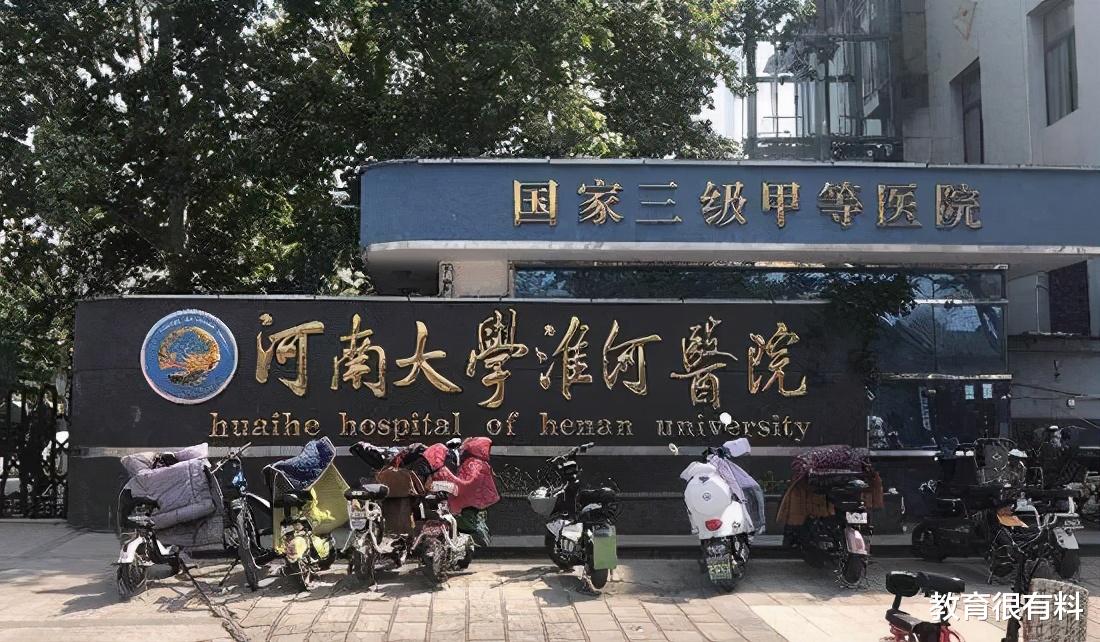 国家三级甲等医院
河南大學淮河醫院
huaihe hospital of henan university
教育很有料